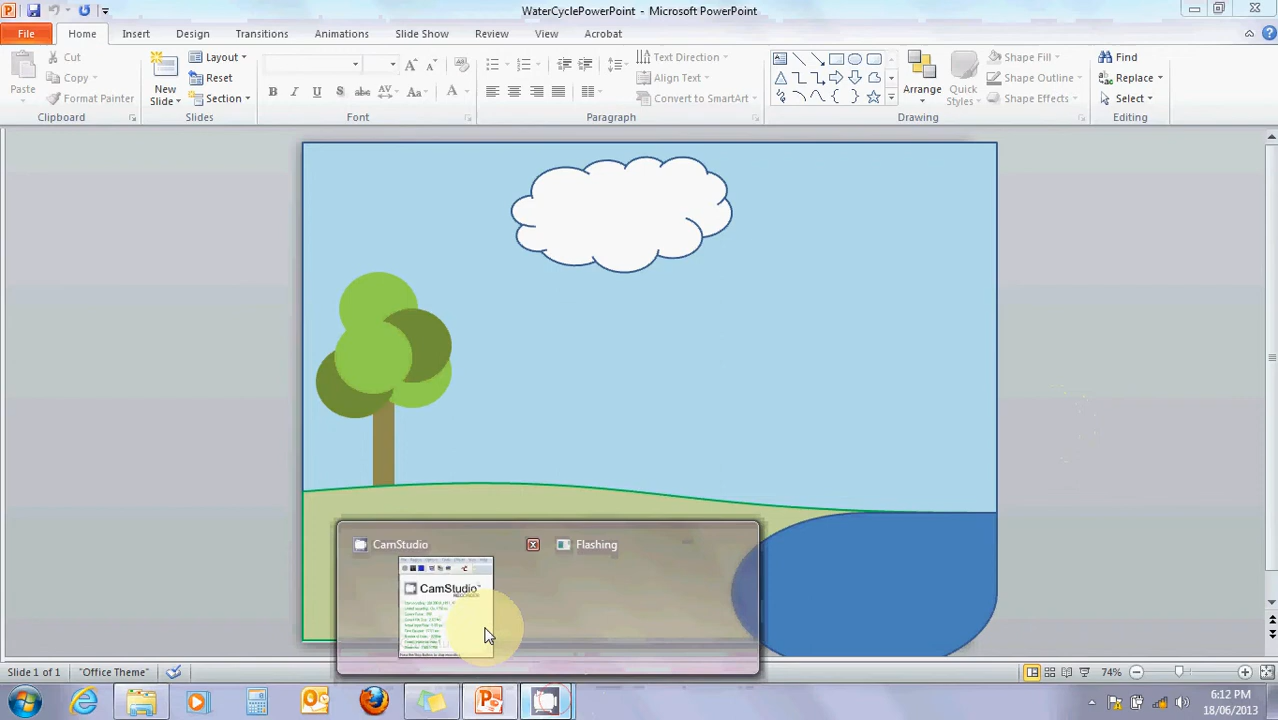 WaterCyclePowerPoint - Microsoft PowerPoint
File Home Insert Design Transitions Animations Slide Show Review View Acrobat
Paste
Cut
Copy
Format Painter
Clipboard
New Slide
Layout
Reset
Section
Slides
B I U S abc AV Aa A
Font
Text Direction
Align Text
Convert to SmartArt
Paragraph
Arrange
Quick Styles
Shape Fill
Shape Outline
Shape Effects
Drawing
Find
Replace
Select
Editing
CamStudio
Flashing
CamStudio
Slide 1 of 1
"Office Theme"
74%
6:12 PM
18/06/2013